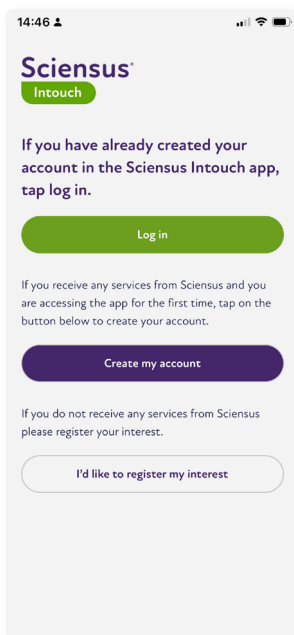 14:46
Sciensus
Intouch
If you have already created your
account in the Sciensus Intouch app,
tap log in.
Log in
If you receive any services from Sciensus and you
are accessing the app for the first time, tap on the
button below to create your account.
Create my account
If you do not receive any services from Sciensus
please register your interest.
I'd like to register my interest